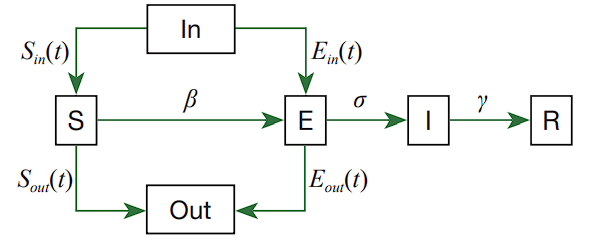 In
S_in(t) E_in(t)
S β E σ I γ R
S_out(t) E_out(t)
Out